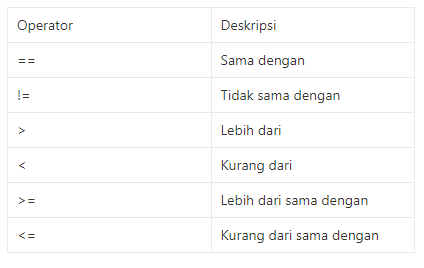 Operator Deskripsi
== Sama dengan
!= Tidak sama dengan
> Lebih dari
< Kurang dari
>= Lebih dari sama dengan
<= Kurang dari sama dengan